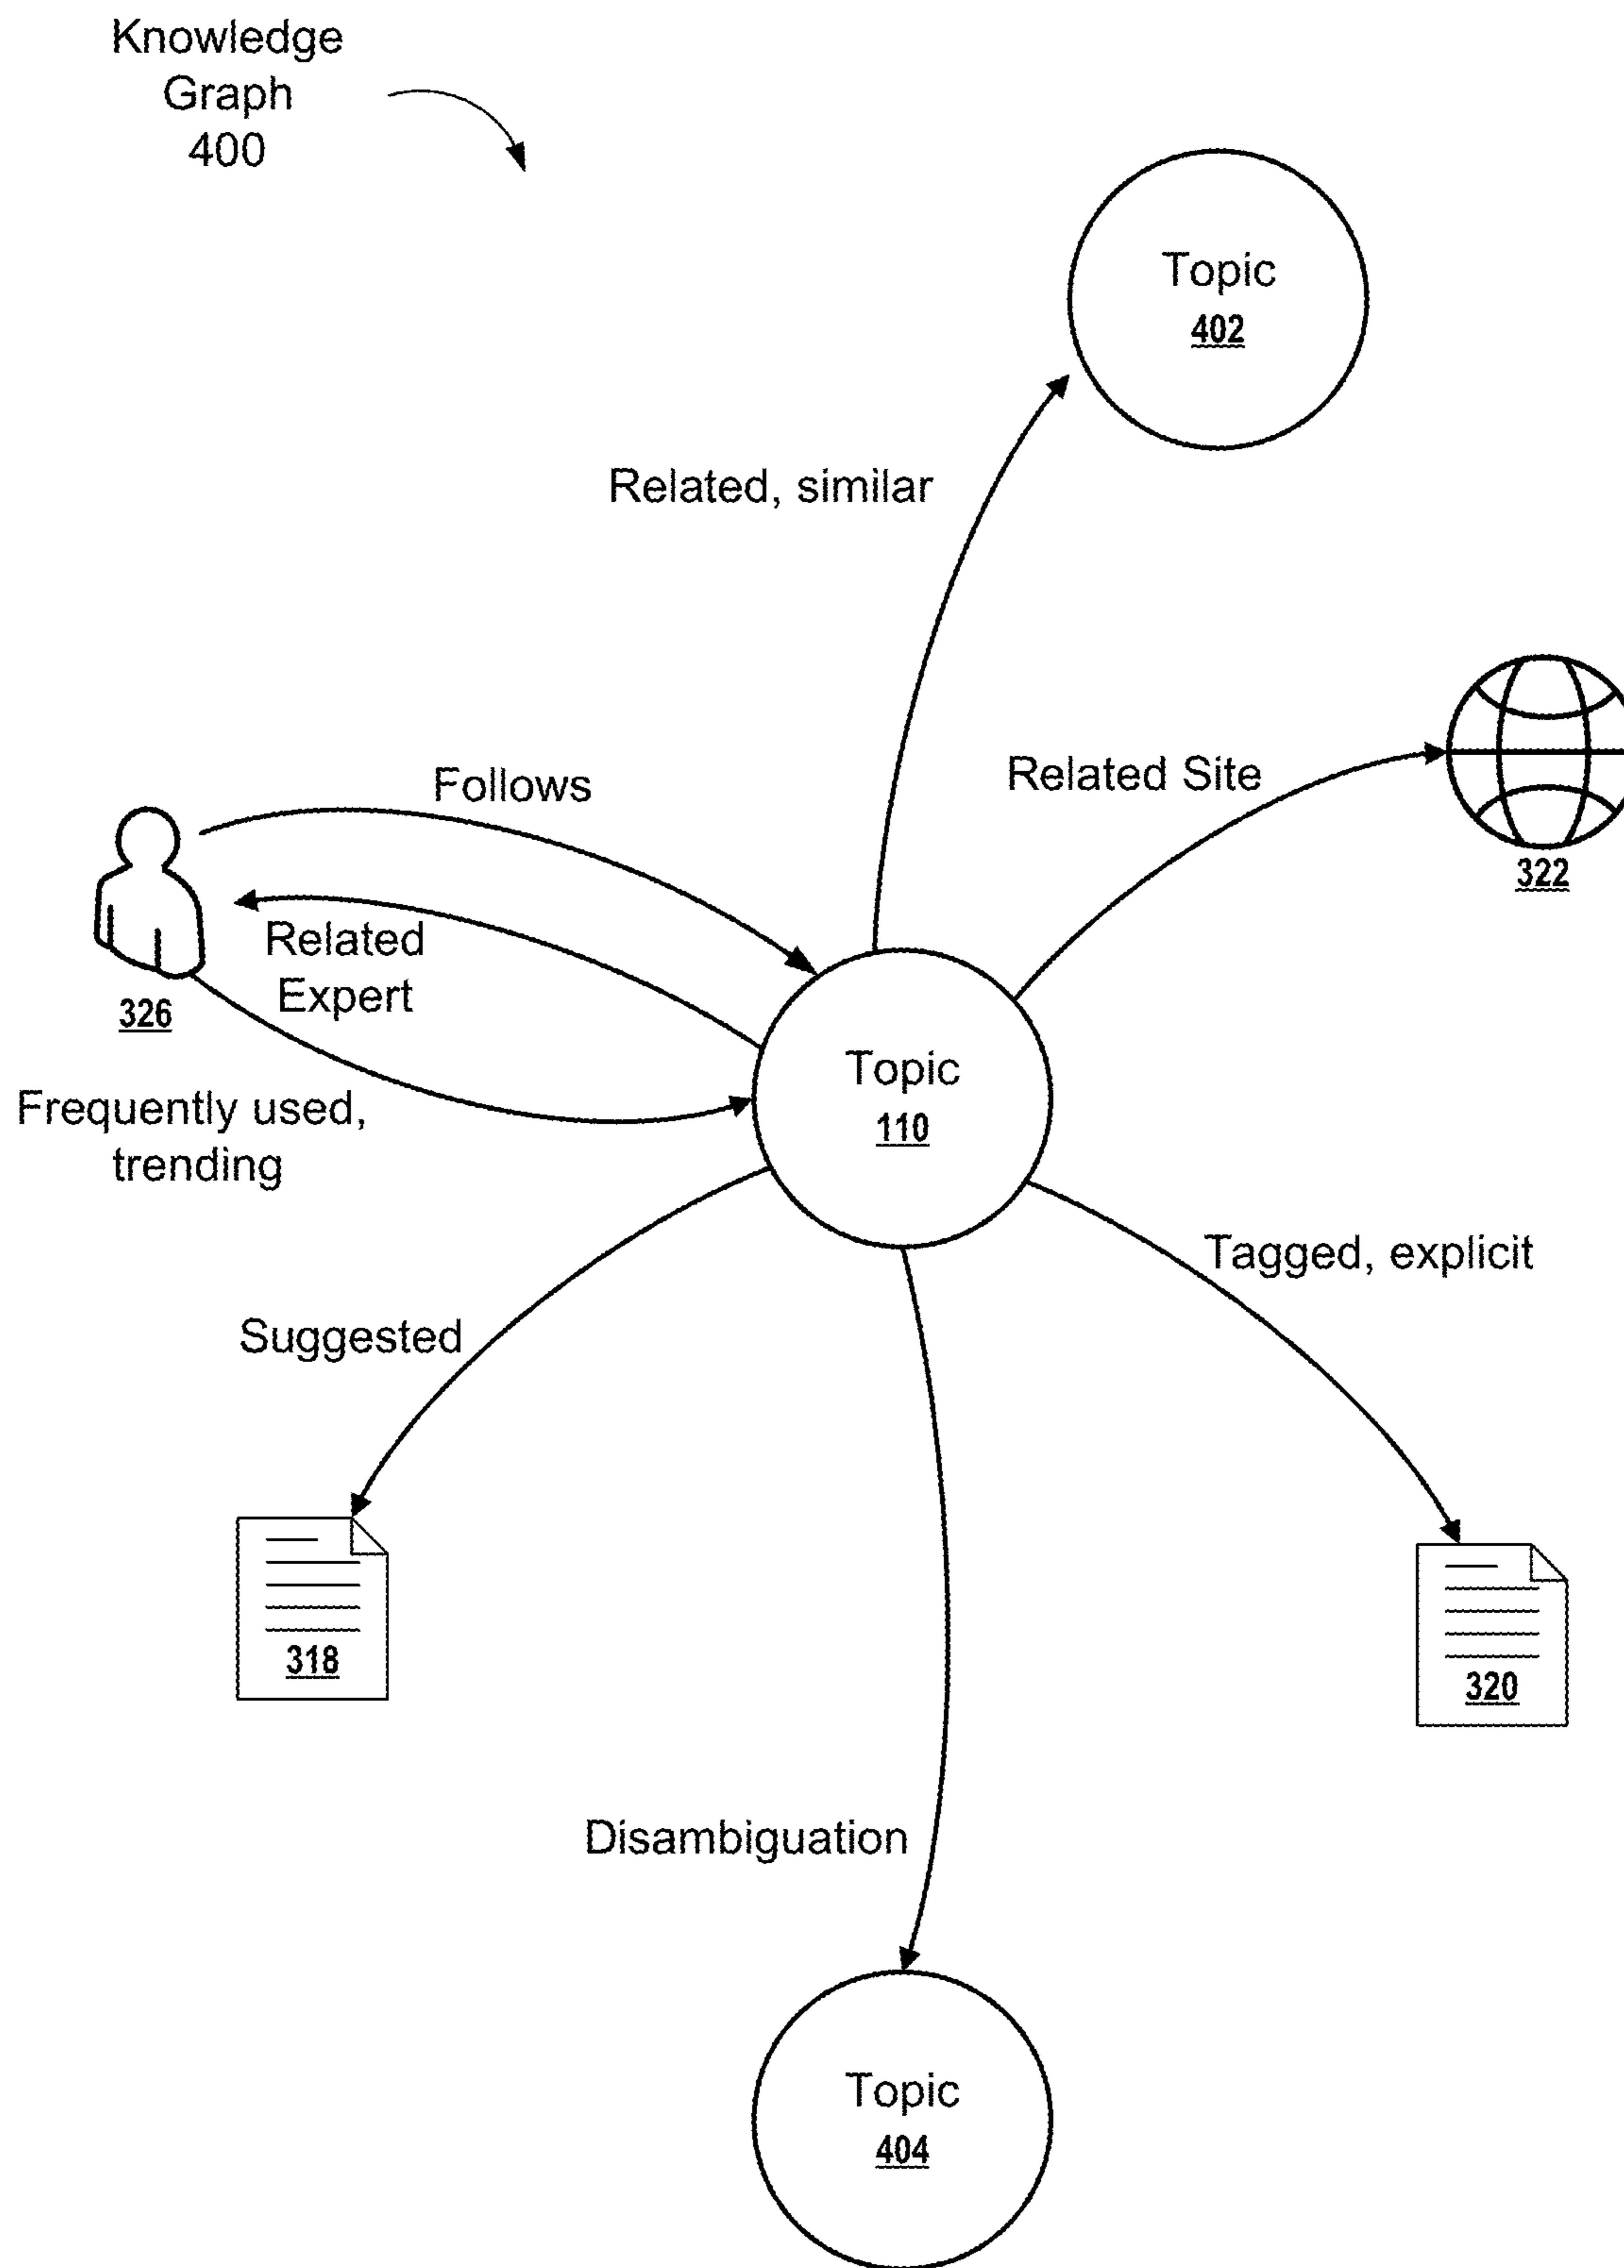 Knowledge
Graph
400
Topic
402
Related, similar
Related Site
322
Follows
Related
Expert
326
Frequently used,
trending
Topic
110
Tagged, explicit
Suggested
318
320
Disambiguation
Topic
404